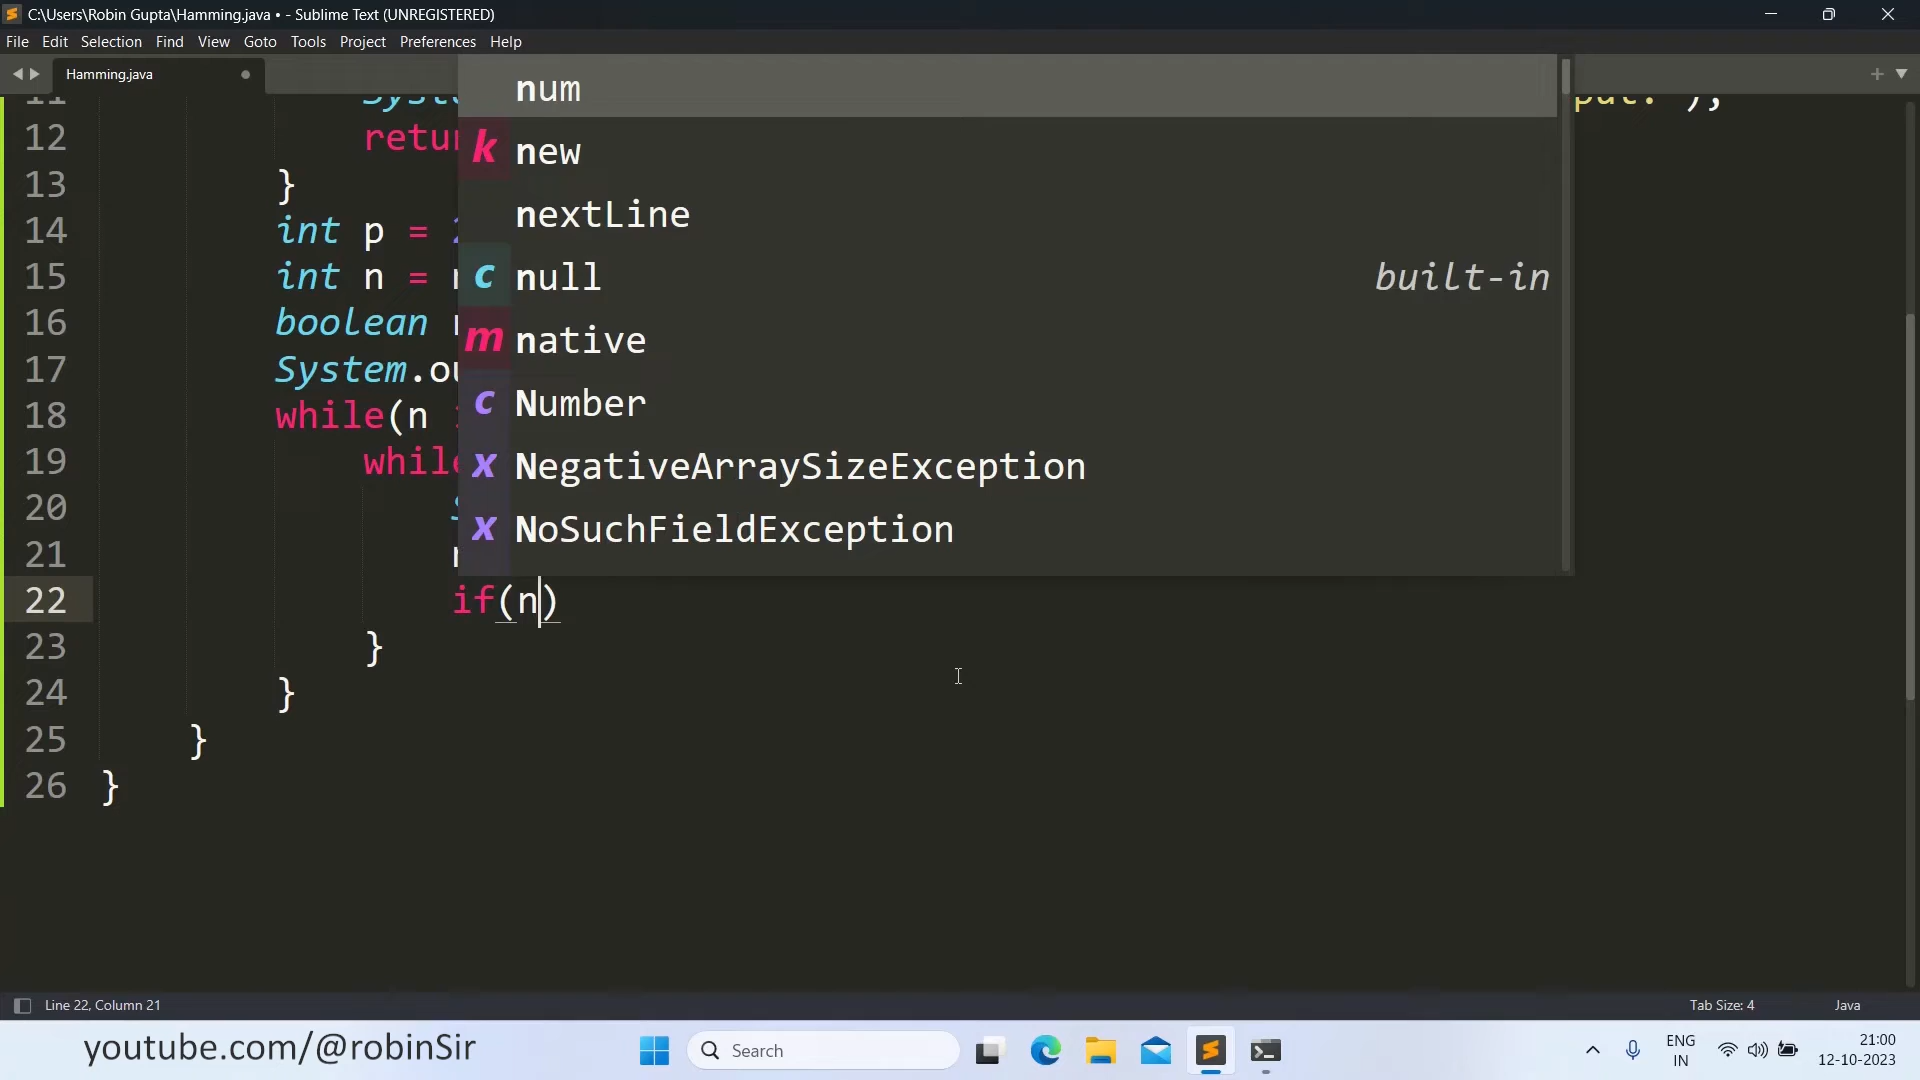 C:\Users\Robin Gupta\Hamming.java • - Sublime Text (UNREGISTERED)
File Edit Selection Find View Goto Tools Project Preferences Help
Hamming.java
num
12 new
nextLine
13 }
14 int p =
null built-in
15 int n =
16 boolean
native
17 System.
Number
18 while(n
19
NegativeArraySizeException
20
NoSuchFieldException
21
22 if(n)
23 }
24 }
25 }
26 }
Line 22, Column 21 Tab Size: 4 Java
youtube.com/@robinSir
Search
ENG
IN
21:00
12-10-2023